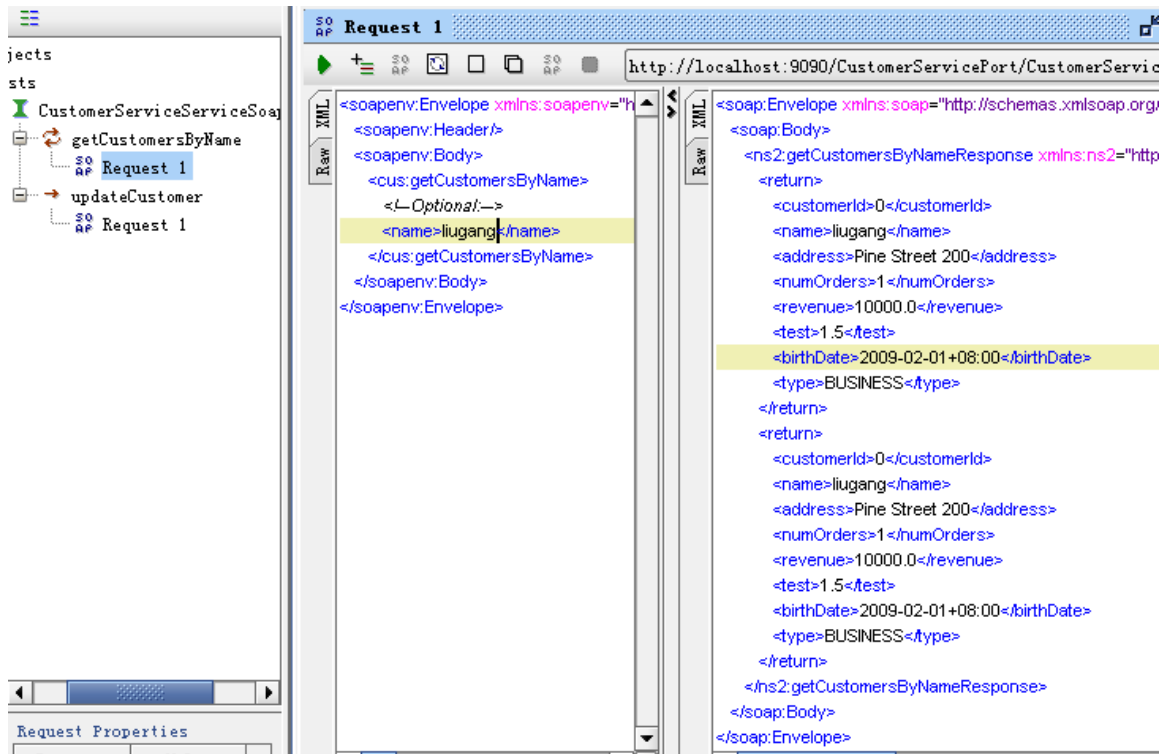 jects
sts
CustomerServiceServiceSoap
getCustomersByName
SOAP Request 1
updateCustomer
SOAP Request 1
Request Properties
SOAP Request 1
http://localhost:9090/CustomerServicePort/CustomerServic
XML
Raw
<soapenv:Envelope xmlns:soapenv="h
<soapenv:Header/>
<soapenv:Body>
<cus:getCustomersByName>
<!--Optional:-->
<name>liugang</name>
</cus:getCustomersByName>
</soapenv:Body>
</soapenv:Envelope>
XML
Raw
<soap:Envelope xmlns:soap="http://schemas.xmlsoap.org/
<soap:Body>
<ns2:getCustomersByNameResponse xmlns:ns2="http
<return>
<customerId>0</customerId>
<name>liugang</name>
<address>Pine Street 200</address>
<numOrders>1</numOrders>
<revenue>10000.0</revenue>
<test>1.5</test>
<birthDate>2009-02-01+08:00</birthDate>
<type>BUSINESS</type>
</return>
<return>
<customerId>0</customerId>
<name>liugang</name>
<address>Pine Street 200</address>
<numOrders>1</numOrders>
<revenue>10000.0</revenue>
<test>1.5</test>
<birthDate>2009-02-01+08:00</birthDate>
<type>BUSINESS</type>
</return>
</ns2:getCustomersByNameResponse>
</soap:Body>
</soap:Envelope>